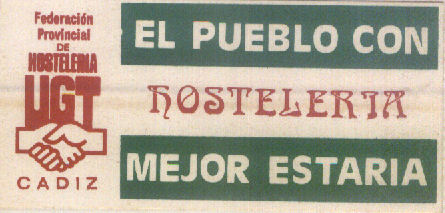 Federación
Provincial
DE
HOSTELERIA
UGT
CADIZ
EL PUEBLO CON
HOSTELERIA
MEJOR ESTARIA